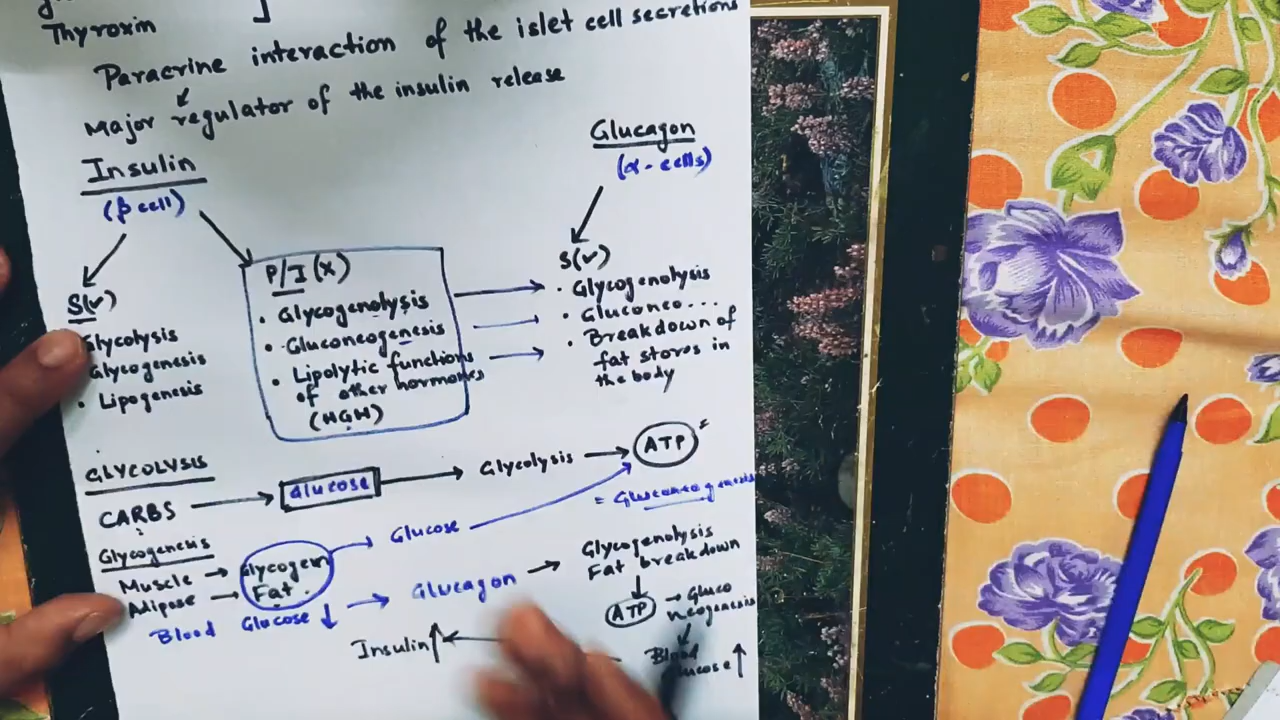 Thyroxin
Paracrine interaction of the islet cell secretions
Major regulator of the insulin release
Insulin
(β cell)
Glucagon
(α-cells)
S(✓)
Glycolysis
Glycogenesis
• Lipogenesis
P/I (X)
• Glycogenolysis
• Gluconeogenesis
• Lipolytic functions
of other hormones
(HGH)
S(✓)
• Glycogenolysis
• Gluconeo...
• Breakdown of
fat stores in
the body
GLYCOLYSIS
CARBS → Glucose → Glycolysis → ATP
= Gluconeogenesis
Glycogenesis
Muscle → Glycogen → Glucose
Adipose → Fat
Blood Glucose ↓ → Glucagon → Glycogenolysis
Fat breakdown
ATP → Gluco
neogenesis
Insulin ↑ ←
Blood
Glucose ↑